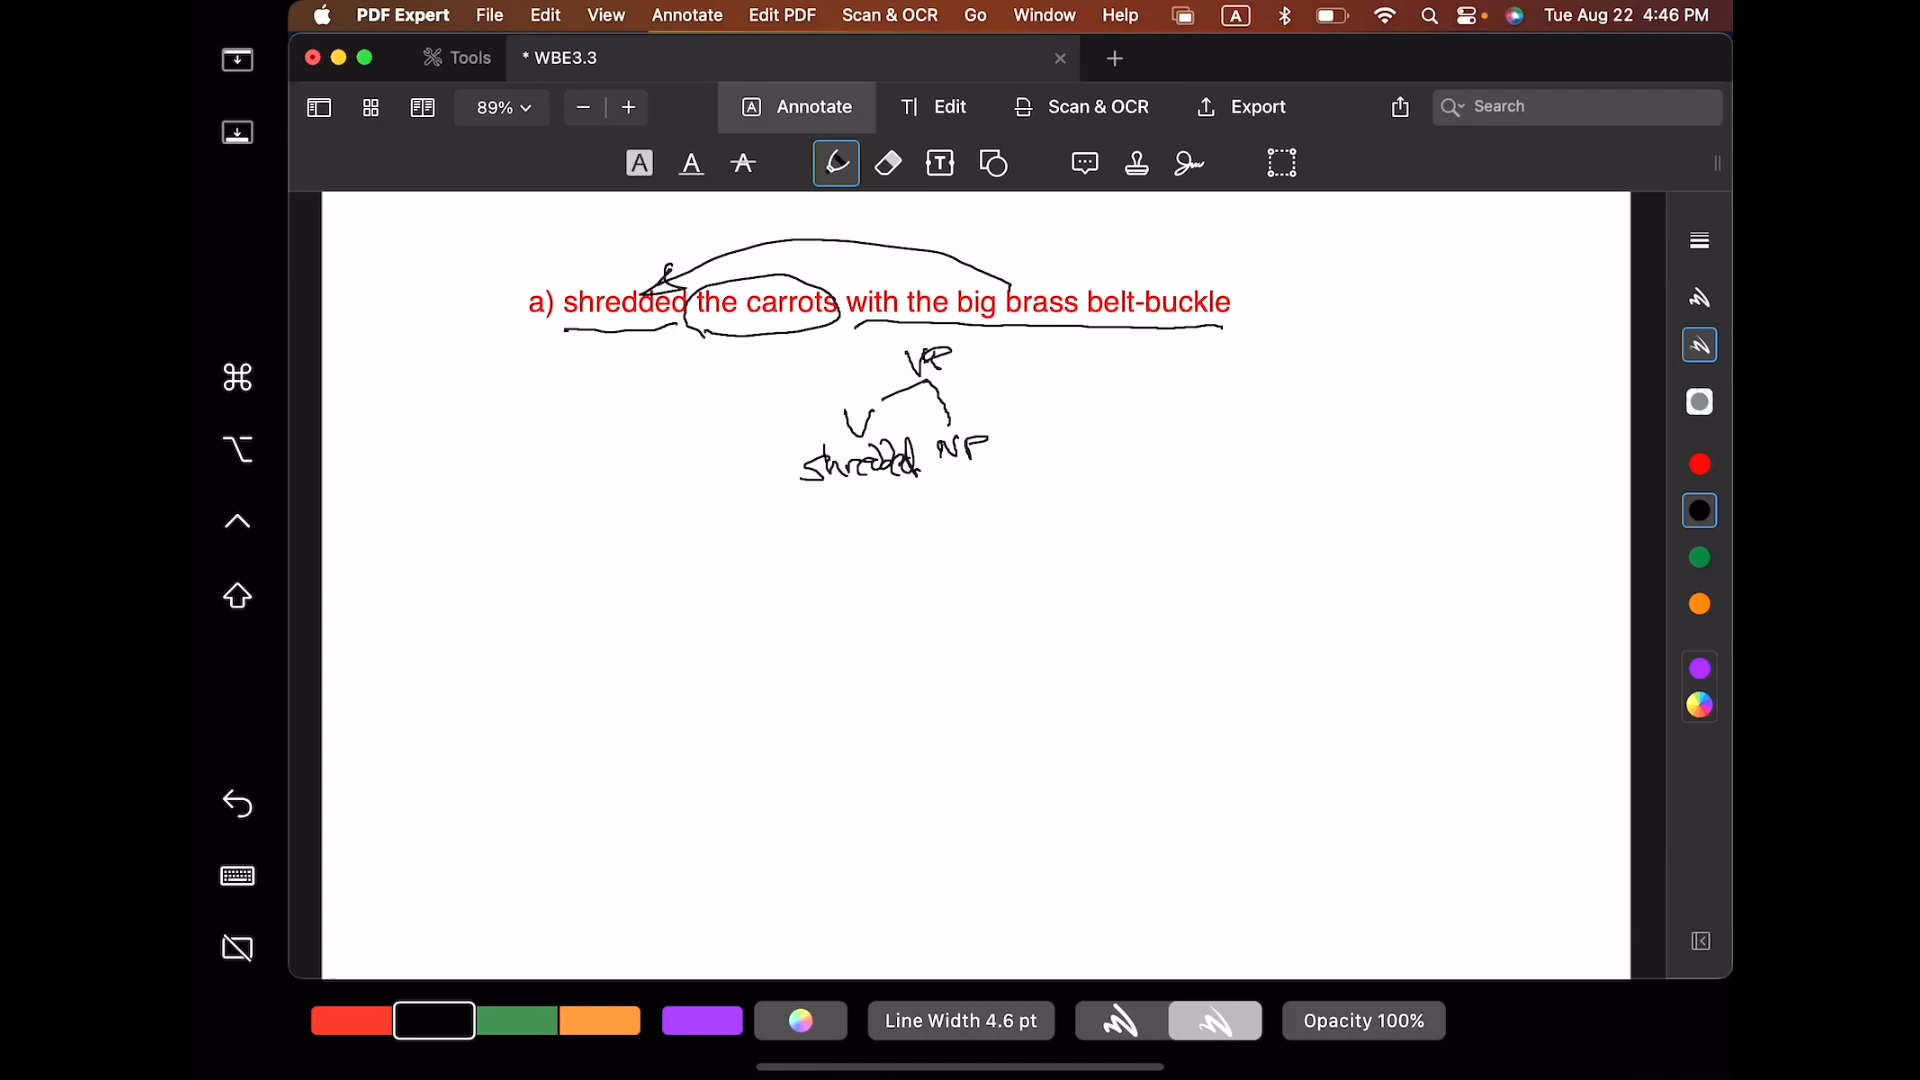 PDF Expert File Edit View Annotate Edit PDF Scan & OCR Go Window Help A Tue Aug 22 4:46 PM
Tools * WBE3.3
89% A Annotate T Edit Scan & OCR Export Search
A A A T
a) shredded the carrots with the big brass belt-buckle
VP
V
shredded NP
Line Width 4.6 pt Opacity 100%